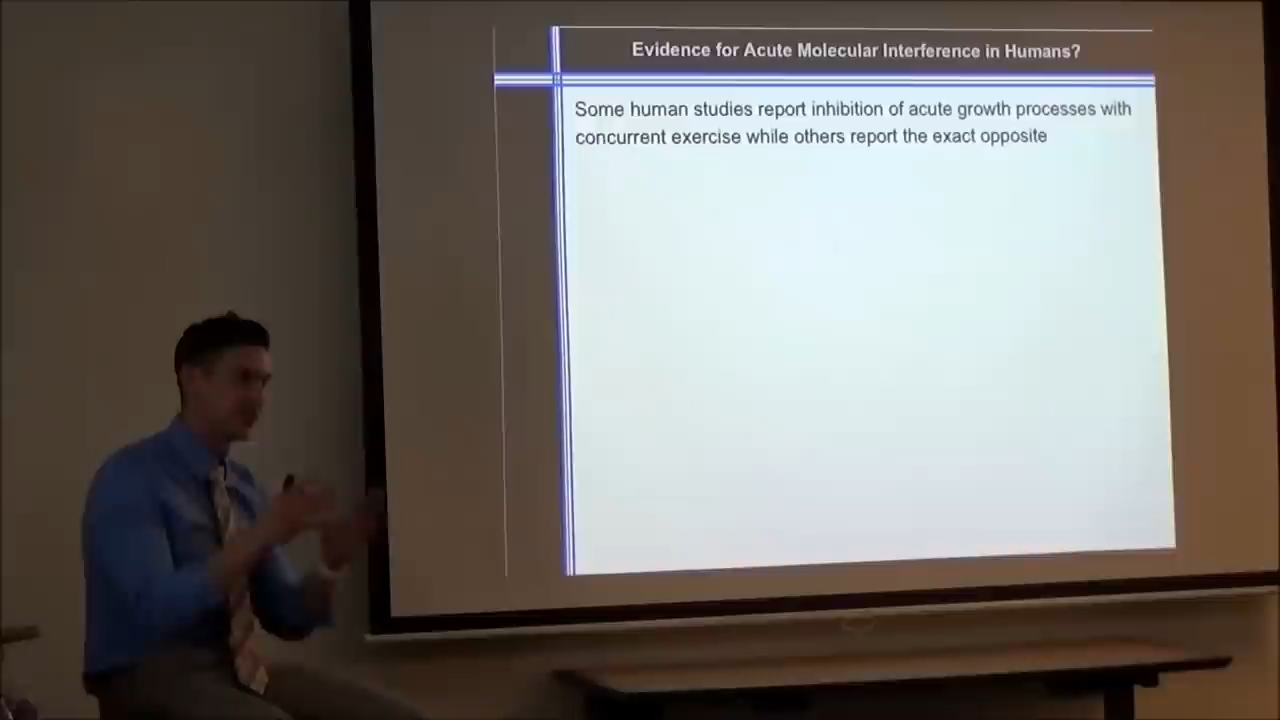 Evidence for Acute Molecular Interference in Humans?
Some human studies report inhibition of acute growth processes with
concurrent exercise while others report the exact opposite